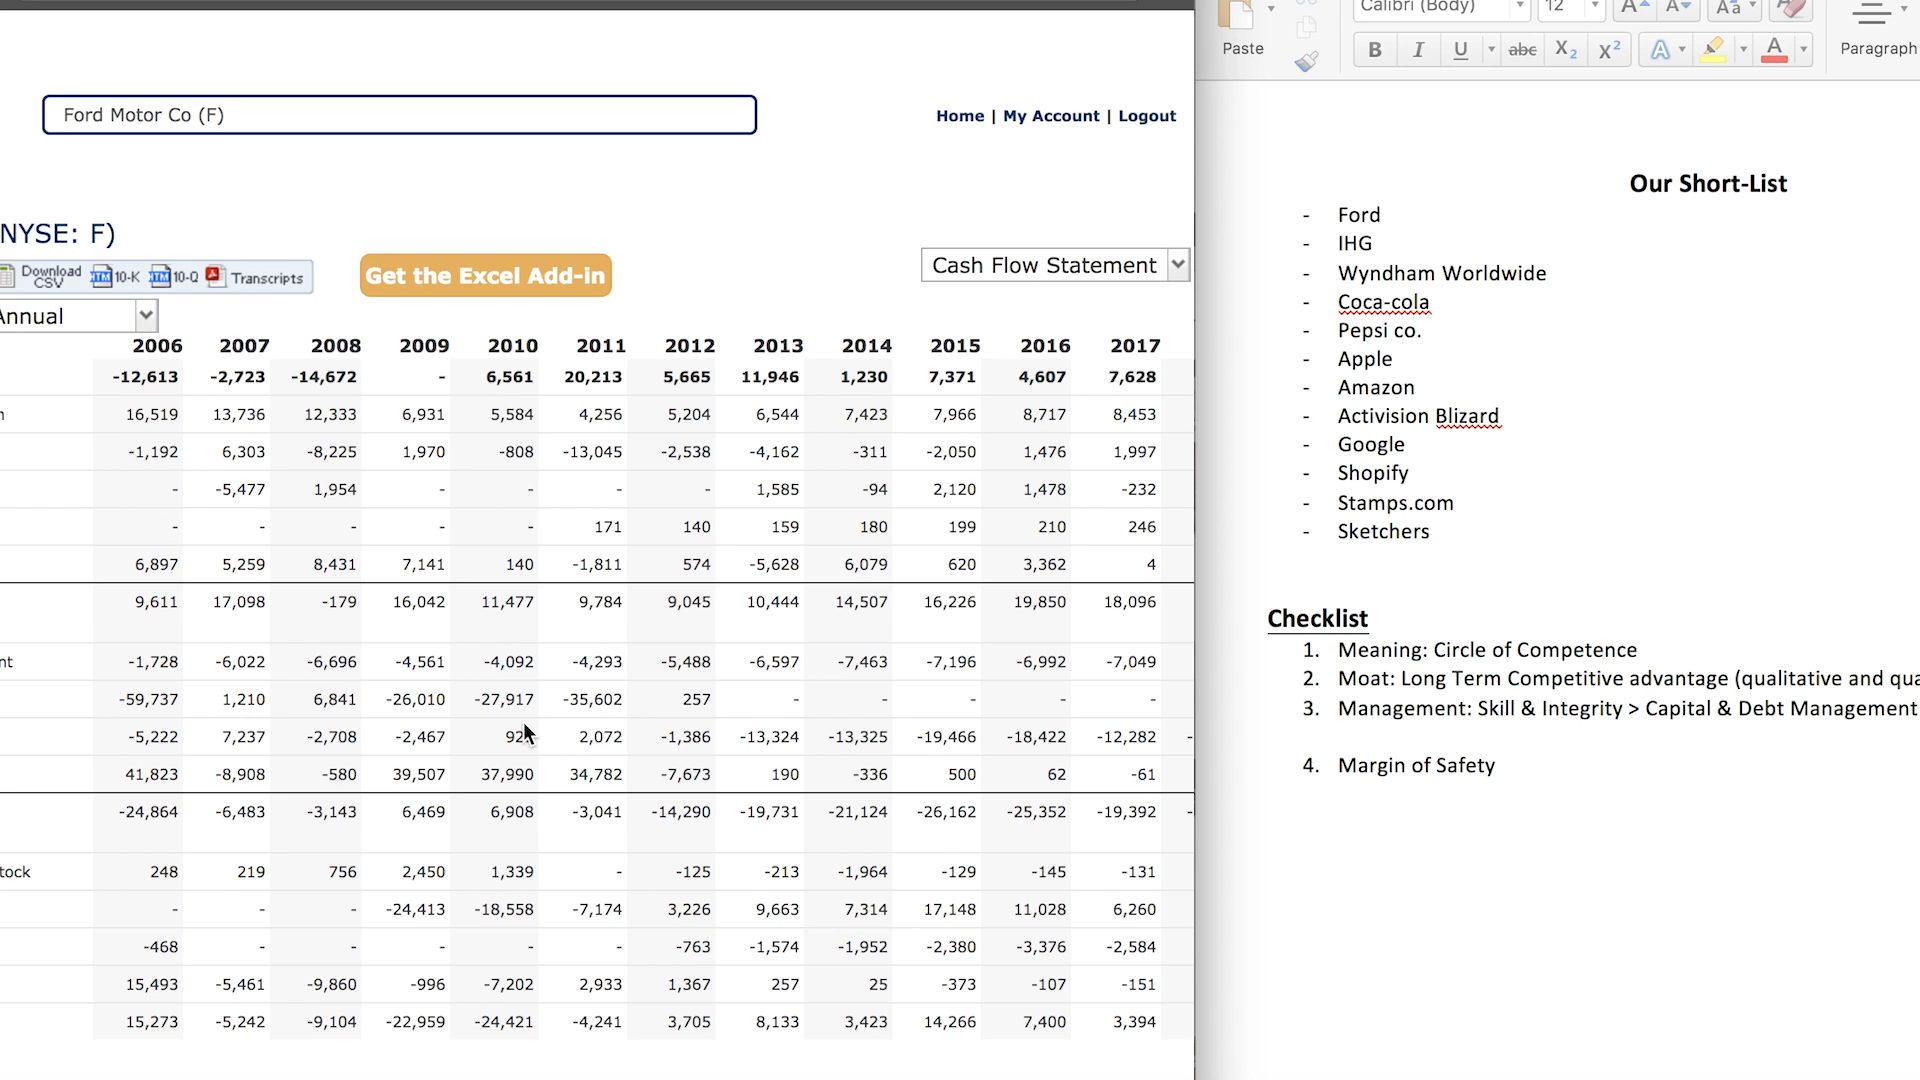 Ford Motor Co (F)
Home | My Account | Logout
NYSE: F)
Download CSV 10-K 10-Q Transcripts
Get the Excel Add-in
Cash Flow Statement
Annual
2006 2007 2008 2009 2010 2011 2012 2013 2014 2015 2016 2017
-12,613 -2,723 -14,672 - 6,561 20,213 5,665 11,946 1,230 7,371 4,607 7,628
n 16,519 13,736 12,333 6,931 5,584 4,256 5,204 6,544 7,423 7,966 8,717 8,453
-1,192 6,303 -8,225 1,970 -808 -13,045 -2,538 -4,162 -311 -2,050 1,476 1,997
- -5,477 1,954 - - - - 1,585 -94 2,120 1,478 -232
- - - - - 171 140 159 180 199 210 246
6,897 5,259 8,431 7,141 140 -1,811 574 -5,628 6,079 620 3,362 4
9,611 17,098 -179 16,042 11,477 9,784 9,045 10,444 14,507 16,226 19,850 18,096
nt -1,728 -6,022 -6,696 -4,561 -4,092 -4,293 -5,488 -6,597 -7,463 -7,196 -6,992 -7,049
-59,737 1,210 6,841 -26,010 -27,917 -35,602 257 - - - - -
-5,222 7,237 -2,708 -2,467 2,072 -1,386 -13,324 -13,325 -19,466 -18,422 -12,282 -
41,823 -8,908 -580 39,507 37,990 34,782 -7,673 190 -336 500 62 -61
-24,864 -6,483 -3,143 6,469 6,908 -3,041 -14,290 -19,731 -21,124 -26,162 -25,352 -19,392 -
tock 248 219 756 2,450 1,339 - -125 -213 -1,964 -129 -145 -131
- - - -24,413 -18,558 -7,174 3,226 9,663 7,314 17,148 11,028 6,260
-468 - - - - - -763 -1,574 -1,952 -2,380 -3,376 -2,584
15,493 -5,461 -9,860 -996 -7,202 2,933 1,367 257 25 -373 -107 -151
15,273 -5,242 -9,104 -22,959 -24,421 -4,241 3,705 8,133 3,423 14,266 7,400 3,394
Calibri (Body) 12 A A Aa
Paste B I U abc X2 X2 A A Paragraph
Our Short-List
- Ford
- IHG
- Wyndham Worldwide
- Coca-cola
- Pepsi co.
- Apple
- Amazon
- Activision Blizard
- Google
- Shopify
- Stamps.com
- Sketchers
Checklist
1. Meaning: Circle of Competence
2. Moat: Long Term Competitive advantage (qualitative and qua
3. Management: Skill & Integrity > Capital & Debt Management
4. Margin of Safety